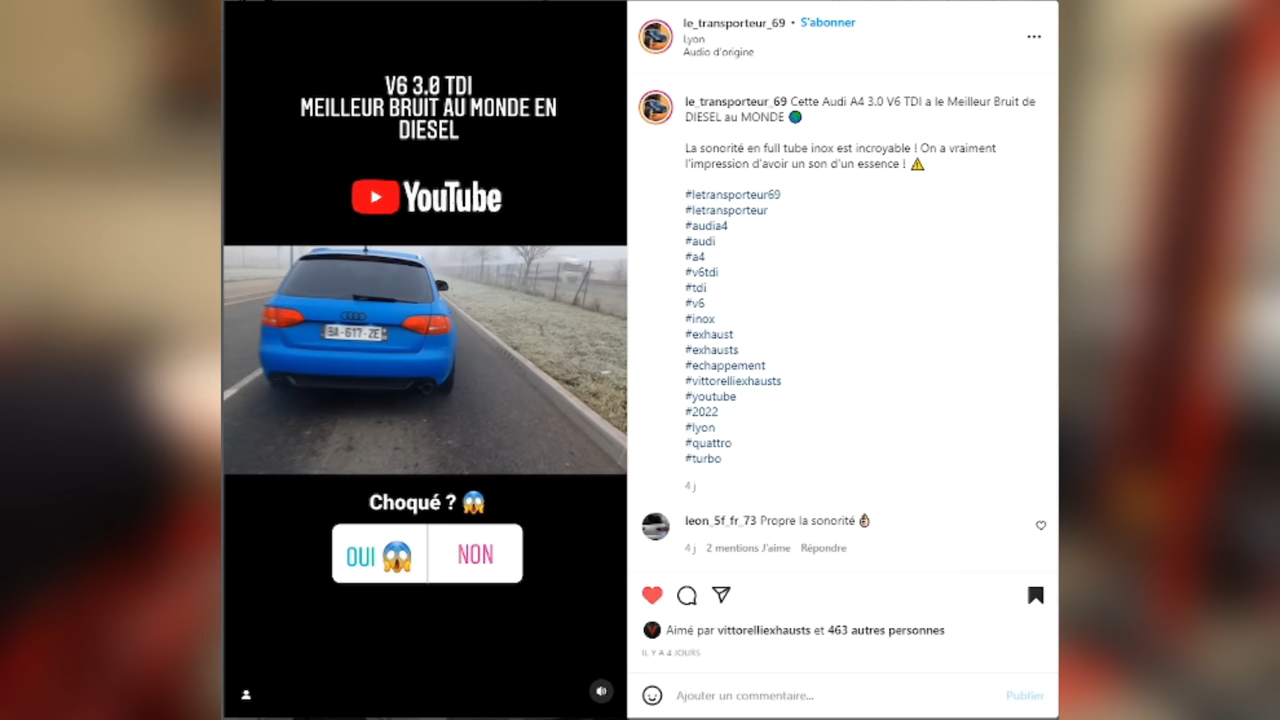 V6 3.0 TDI
MEILLEUR BRUIT AU MONDE EN
DIESEL
YouTube
BA-617-ZE
Choqué ? 😱
OUI 😱 NON
le_transporteur_69 • S'abonner
Lyon
Audio d'origine
le_transporteur_69 Cette Audi A4 3.0 V6 TDI a le Meilleur Bruit de
DIESEL au MONDE 🌍
La sonorité en full tube inox est incroyable ! On a vraiment
l'impression d'avoir un son d'un essence ! ⚠️
#letransporteur69
#letransporteur
#audia4
#audi
#a4
#v6tdi
#tdi
#v6
#inox
#exhaust
#exhausts
#echappement
#vittorelliexhausts
#youtube
#2022
#lyon
#quattro
#turbo
4 j
leon_5f_fr_73 Propre la sonorité 👌🏼
4 j 2 mentions J'aime Répondre
Aimé par vittorelliexhausts et 463 autres personnes
IL Y A 4 JOURS
Ajouter un commentaire... Publier